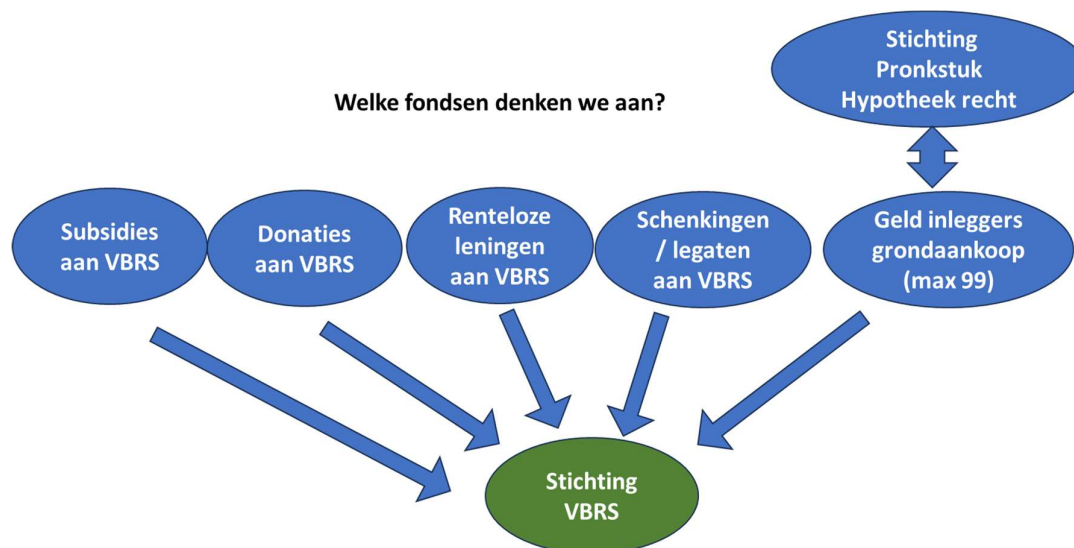 Stichting
Pronkstuk
Hypotheek recht
Welke fondsen denken we aan?
Subsidies
aan VBRS
Donaties
aan VBRS
Renteloze
leningen
aan VBRS
Schenkingen
/ legaten
aan VBRS
Geld inleggers
grondaankoop
(max 99)
Stichting
VBRS